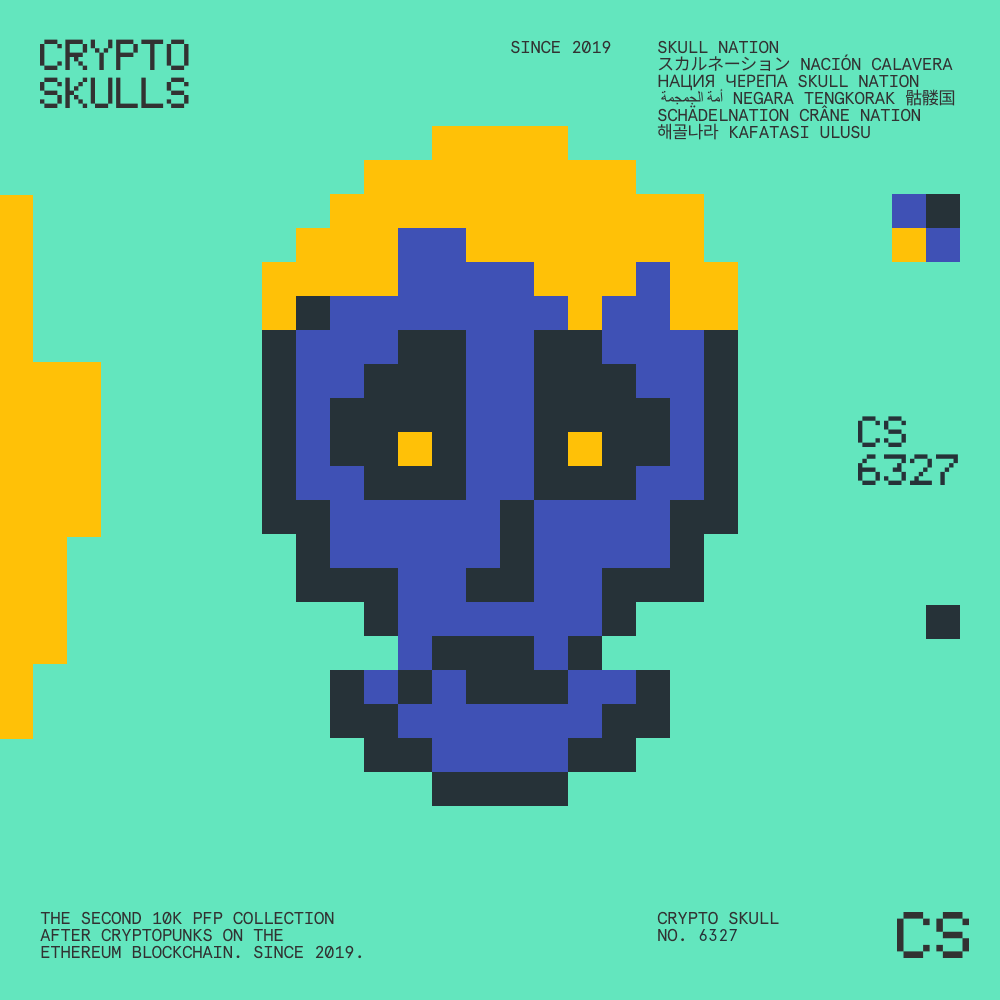 CRYPTO
SKULLS
SINCE 2019
SKULL NATION
スカルネーション NACIÓN CALAVERA
НАЦИЯ ЧЕРЕПА SKULL NATION
أمة الجمجمة NEGARA TENGKORAK 骷髅国
SCHÄDELNATION CRÂNE NATION
해골나라 KAFATASI ULUSU
CS
6327
THE SECOND 10K PFP COLLECTION
AFTER CRYPTOPUNKS ON THE
ETHEREUM BLOCKCHAIN. SINCE 2019.
CRYPTO SKULL
NO. 6327
CS